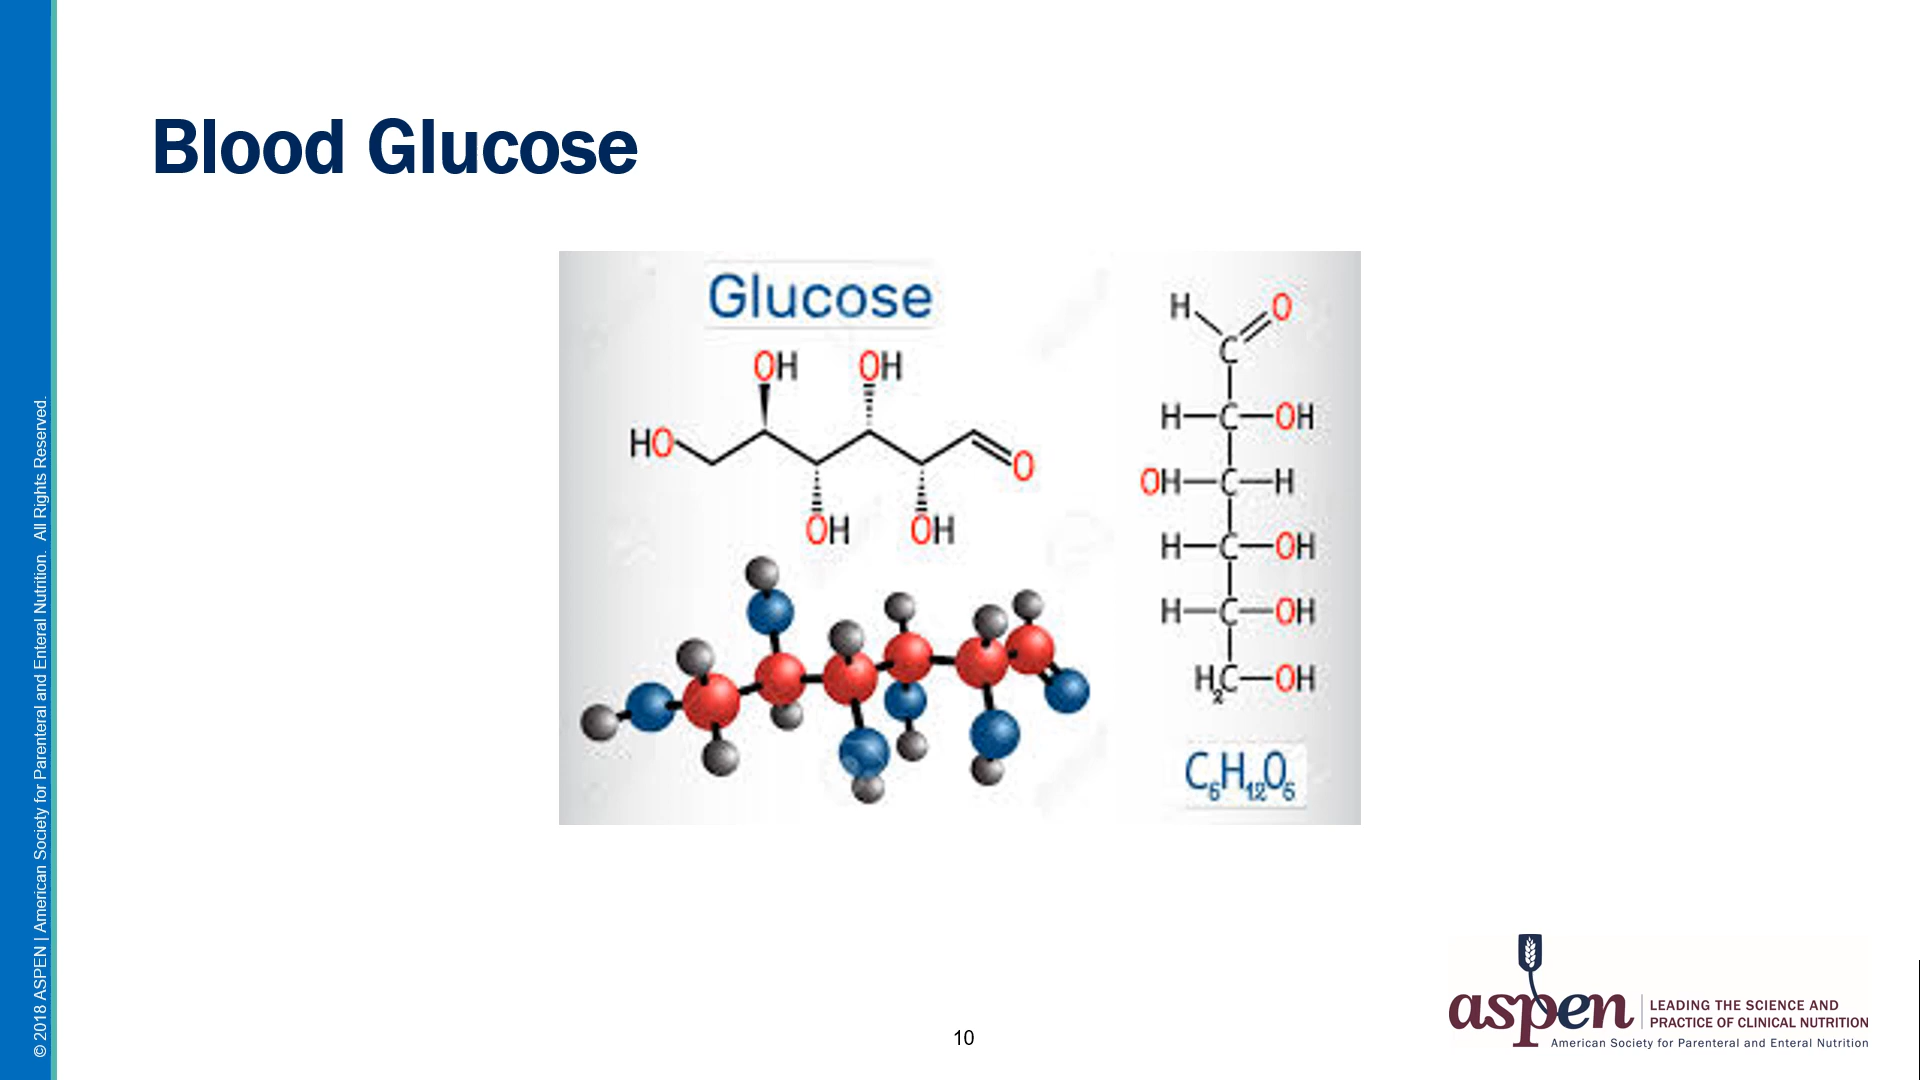 Blood Glucose
Glucose
OH OH
HO O
OH OH
H O
C
H C OH
OH C H
H C OH
H C OH
H₂C OH
C₆H₁₂O₆
© 2018 ASPEN | American Society for Parenteral and Enteral Nutrition. All Rights Reserved.
10
aspen
LEADING THE SCIENCE AND
PRACTICE OF CLINICAL NUTRITION
American Society for Parenteral and Enteral Nutrition